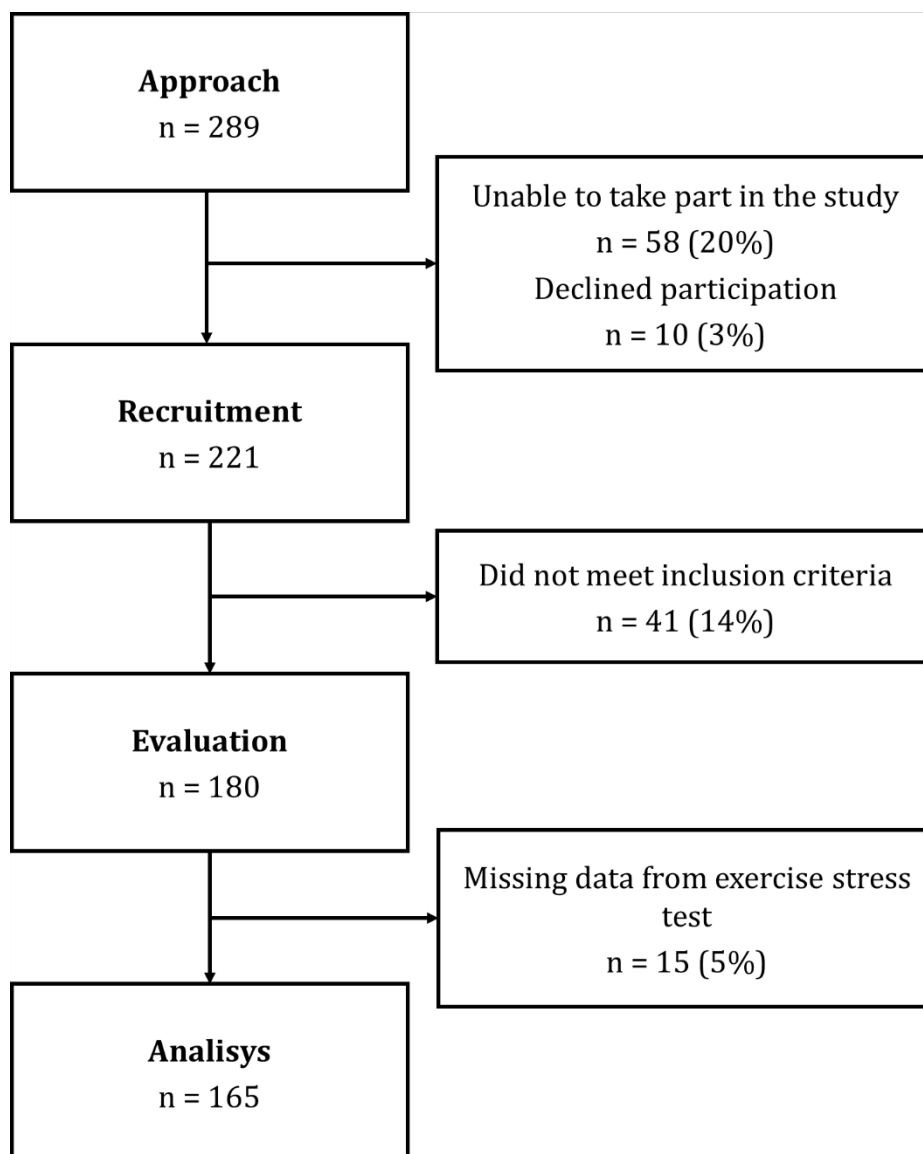 Approach
n = 289
Unable to take part in the study
n = 58 (20%)
Declined participation
n = 10 (3%)
Recruitment
n = 221
Did not meet inclusion criteria
n = 41 (14%)
Evaluation
n = 180
Missing data from exercise stress
test
n = 15 (5%)
Analisys
n = 165